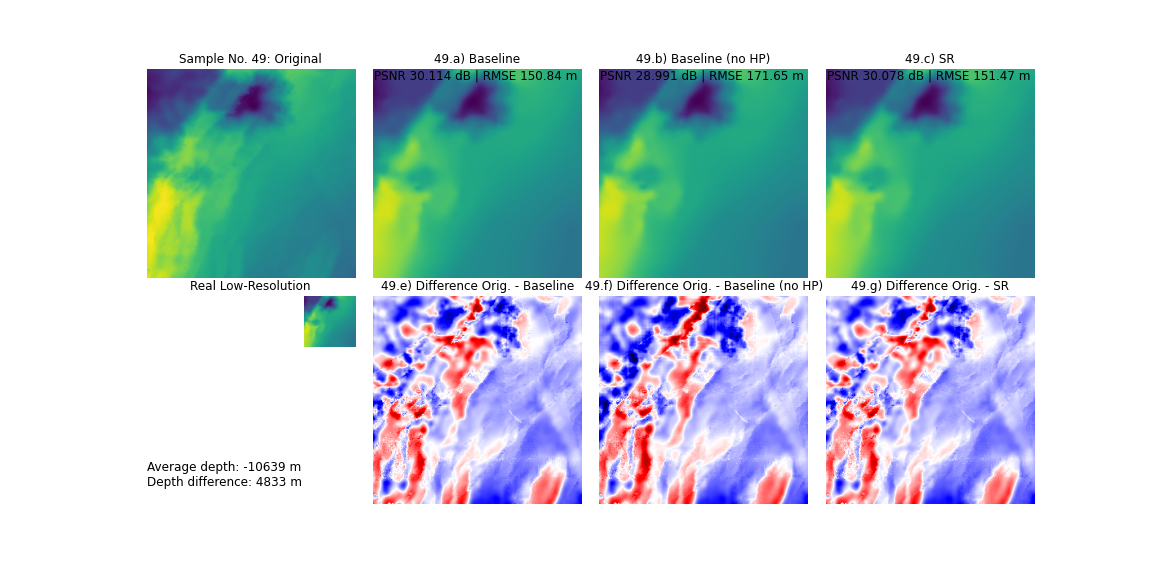 Sample No. 49: Original
49.a) Baseline
49.b) Baseline (no HP)
49.c) SR
PSNR 30.114 dB | RMSE 150.84 m
PSNR 28.991 dB | RMSE 171.65 m
PSNR 30.078 dB | RMSE 151.47 m
Real Low-Resolution
49.e) Difference Orig. - Baseline
49.f) Difference Orig. - Baseline (no HP)
49.g) Difference Orig. - SR
Average depth: -10639 m
Depth difference: 4833 m